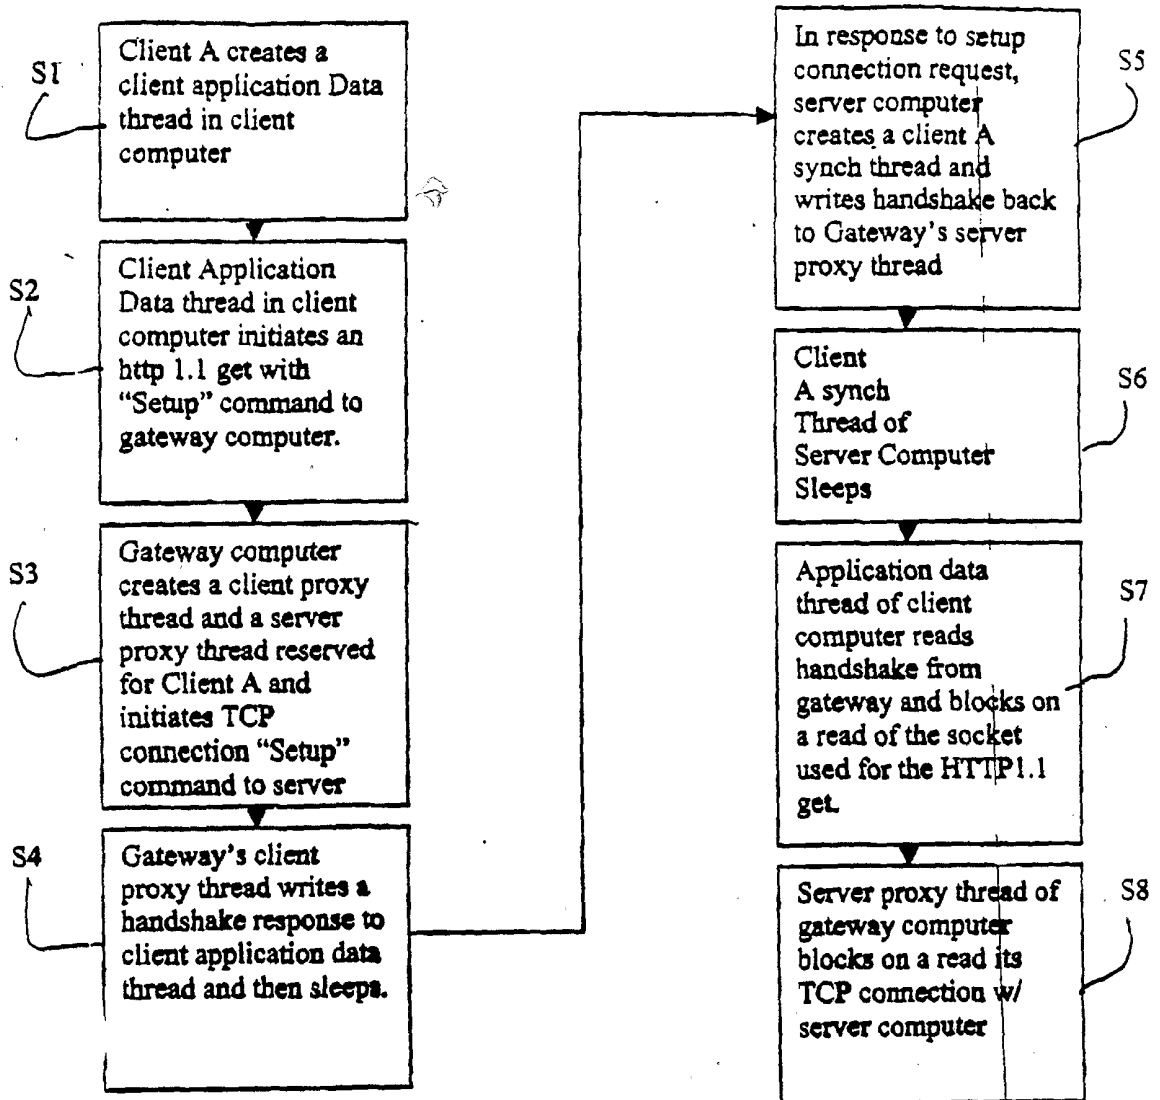 S1
Client A creates a
client application Data
thread in client
computer
S2
Client Application
Data thread in client
computer initiates an
http 1.1 get with
“Setup” command to
gateway computer.
S3
Gateway computer
creates a client proxy
thread and a server
proxy thread reserved
for Client A and
initiates TCP
connection “Setup”
command to server
S4
Gateway's client
proxy thread writes a
handshake response to
client application data
thread and then sleeps.
In response to setup
connection request,
server computer
creates a client A
synch thread and
writes handshake back
to Gateway's server
proxy thread
S5
Client
A synch
Thread of
Server Computer
Sleeps
S6
Application data
thread of client
computer reads
handshake from
gateway and blocks on
a read of the socket
used for the HTTP1.1
get.
S7
Server proxy thread of
gateway computer
blocks on a read its
TCP connection w/
server computer
S8